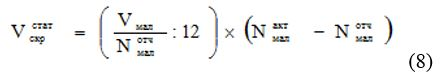 V стат скр = ( V мал / N отч мал : 12 ) × ( N акт мал − N отч мал ) (8)